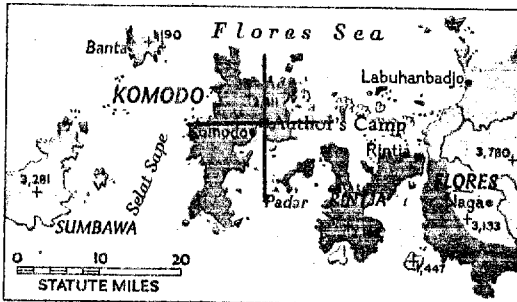 Flores Sea
190
Banta
Labuhanbadjo
KOMODO
Komodo
Author's Camp
Rintja
3,780
3,281
Selat Sape
FLORES
Padar
RINTJA
Nagae
3,133
SUMBAWA
1,447
0 10 20
STATUTE MILES